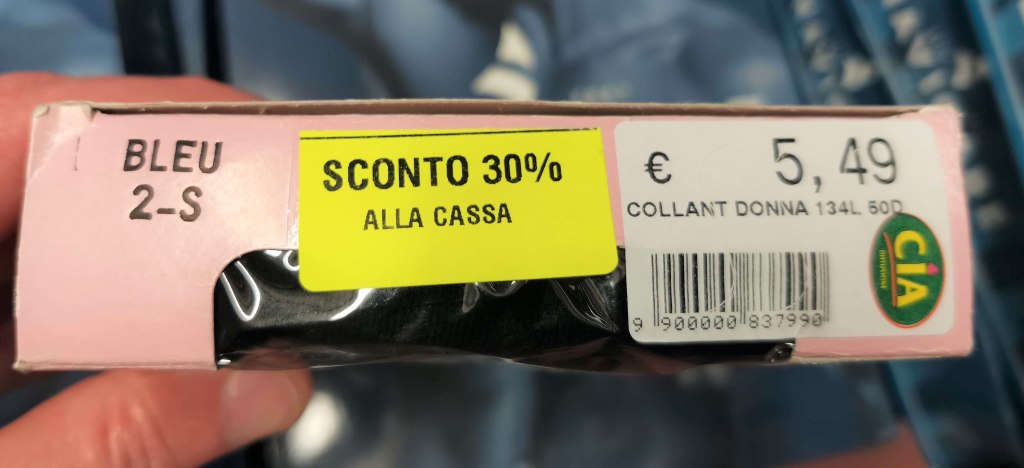 BLEU
2-S
SCONTO 30%
ALLA CASSA
€ 5,49
COLLANT DONNA 134L 50D
9 900000 837990
CIA